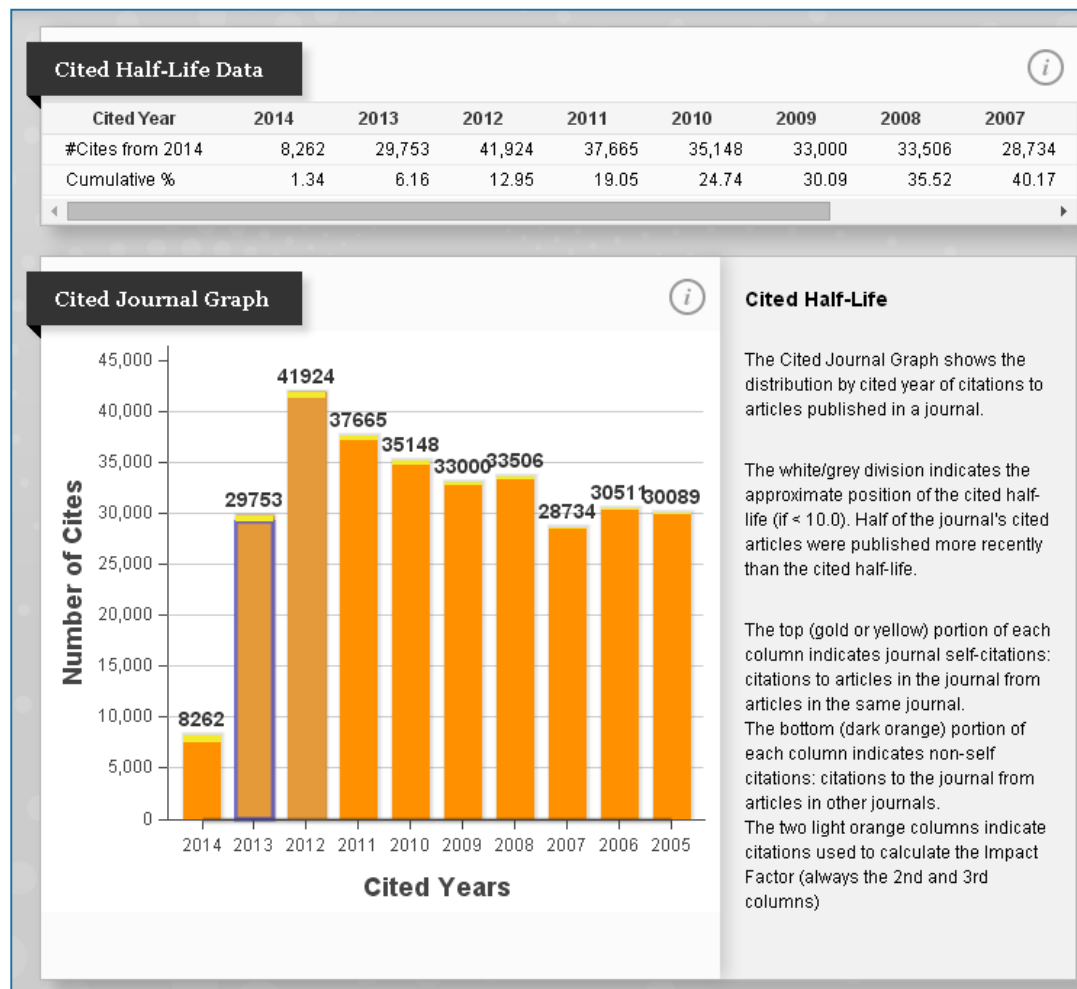 Cited Half-Life Data
i
Cited Year 2014 2013 2012 2011 2010 2009 2008 2007
#Cites from 2014 8,262 29,753 41,924 37,665 35,148 33,000 33,506 28,734
Cumulative % 1.34 6.16 12.95 19.05 24.74 30.09 35.52 40.17
Cited Journal Graph
i
Number of Cites
45,000
40,000
35,000
30,000
25,000
20,000
15,000
10,000
5,000
0
8262
29753
41924
37665
35148
33000
33506
28734
30511
30089
2014 2013 2012 2011 2010 2009 2008 2007 2006 2005
Cited Years
Cited Half-Life
The Cited Journal Graph shows the
distribution by cited year of citations to
articles published in a journal.
The white/grey division indicates the
approximate position of the cited half-
life (if < 10.0). Half of the journal's cited
articles were published more recently
than the cited half-life.
The top (gold or yellow) portion of each
column indicates journal self-citations:
citations to articles in the journal from
articles in the same journal.
The bottom (dark orange) portion of
each column indicates non-self
citations: citations to the journal from
articles in other journals.
The two light orange columns indicate
citations used to calculate the Impact
Factor (always the 2nd and 3rd
columns)